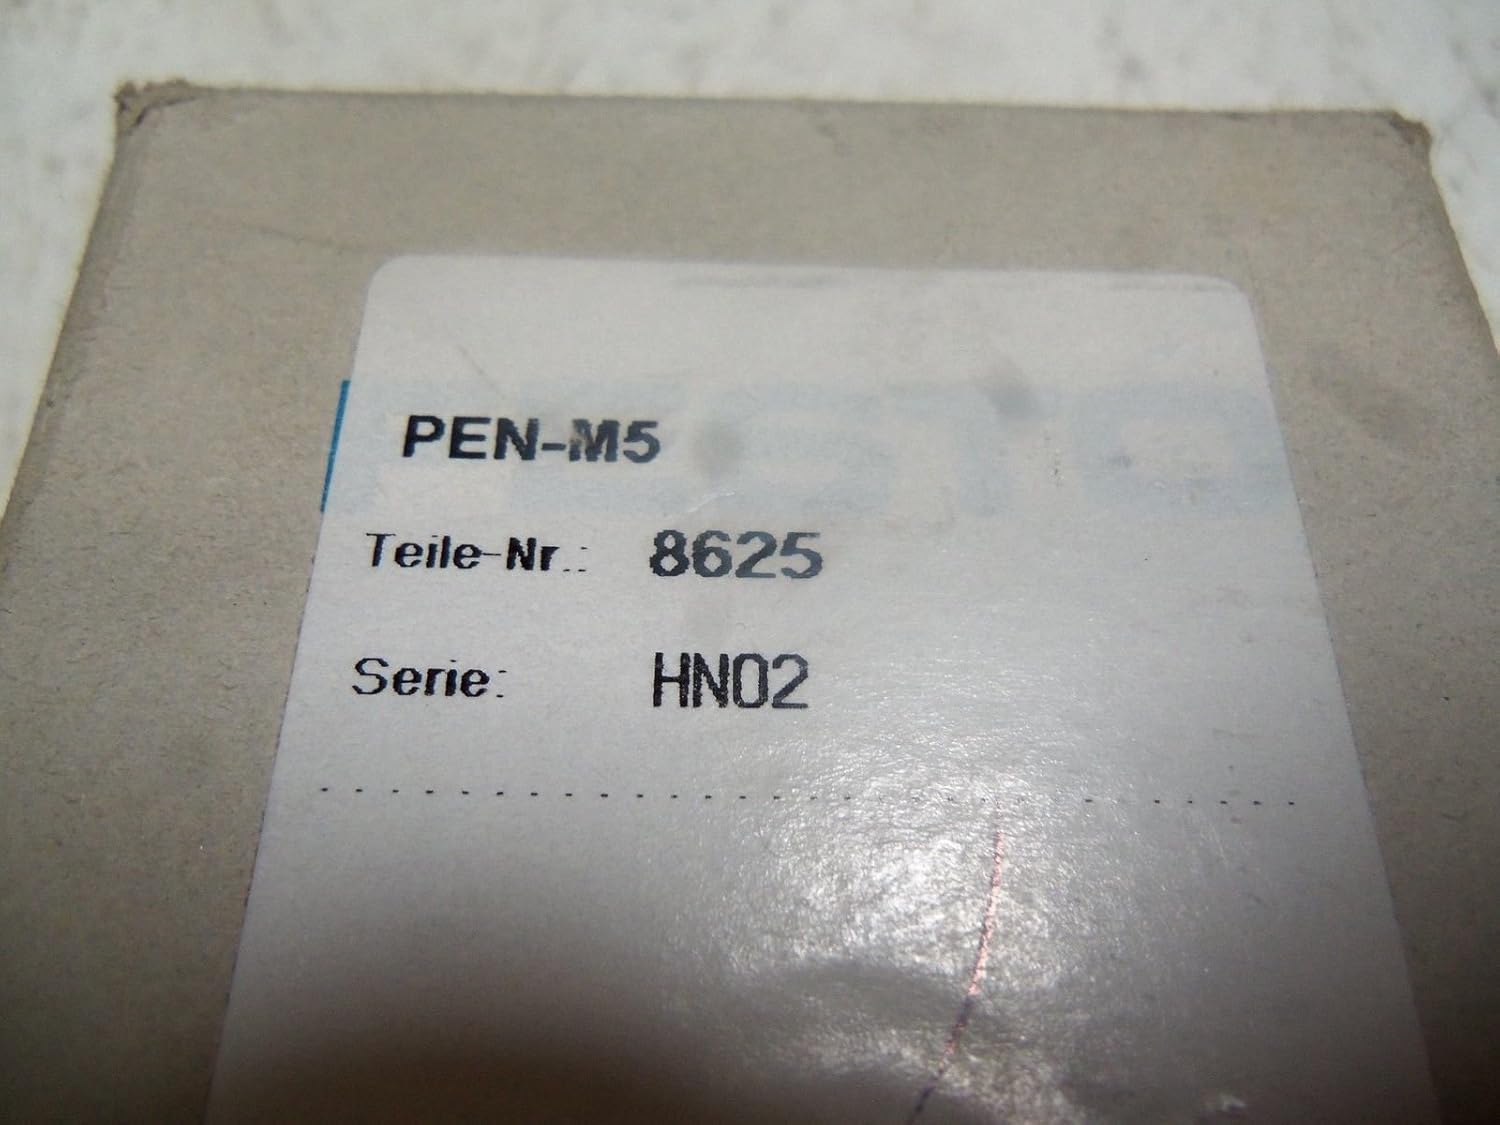 PEN-M5
Teile-Nr.: 8625
Serie: HN02